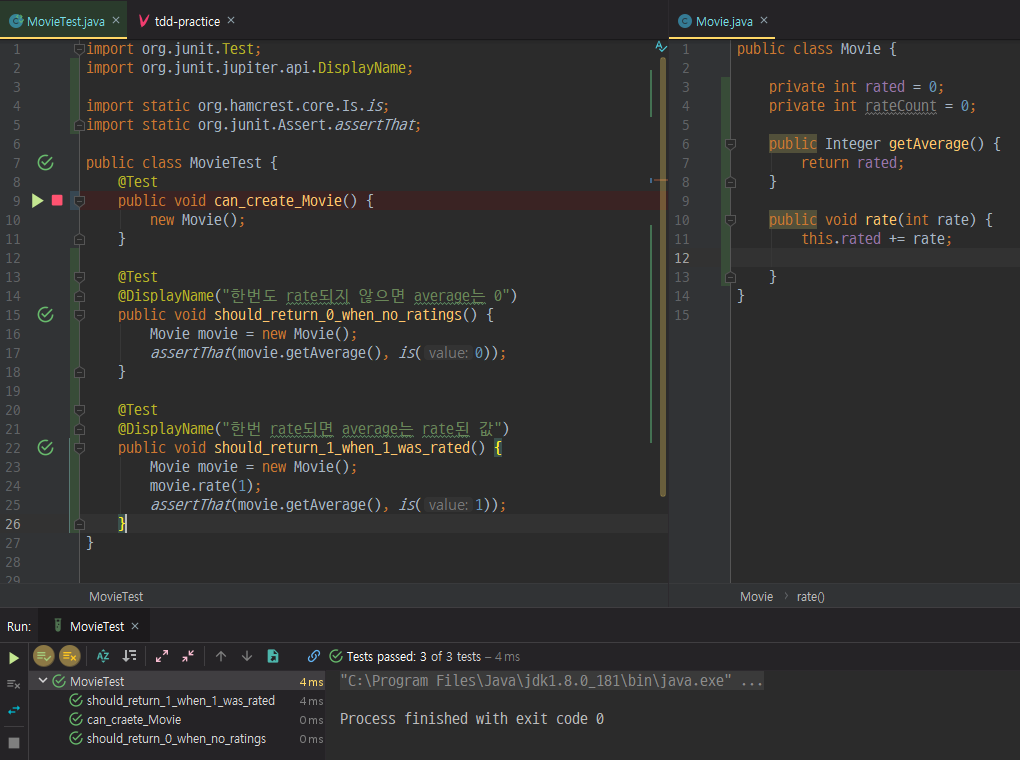 MovieTest.java × tdd-practice ×
1 import org.junit.Test;
2 import org.junit.jupiter.api.DisplayName;
3
4 import static org.hamcrest.core.Is.is;
5 import static org.junit.Assert.assertThat;
6
7 public class MovieTest {
8 @Test
9 public void can_create_Movie() {
10 new Movie();
11 }
12
13 @Test
14 @DisplayName("한번도 rate되지 않으면 average는 0")
15 public void should_return_0_when_no_ratings() {
16 Movie movie = new Movie();
17 assertThat(movie.getAverage(), is( value: 0));
18 }
19
20 @Test
21 @DisplayName("한번 rate되면 average는 rate된 값")
22 public void should_return_1_when_1_was_rated() {
23 Movie movie = new Movie();
24 movie.rate(1);
25 assertThat(movie.getAverage(), is( value: 1));
26 }
27 }
28
29
MovieTest
Movie.java ×
1 public class Movie {
2
3 private int rated = 0;
4 private int rateCount = 0;
5
6 public Integer getAverage() {
7 return rated;
8 }
9
10 public void rate(int rate) {
11 this.rated += rate;
12
13 }
14 }
15
Movie › rate()
Run: MovieTest ×
Tests passed: 3 of 3 tests – 4 ms
MovieTest 4 ms
should_return_1_when_1_was_rated 4 ms
can_craete_Movie 0 ms
should_return_0_when_no_ratings 0 ms
"C:\Program Files\Java\jdk1.8.0_181\bin\java.exe" ...
Process finished with exit code 0